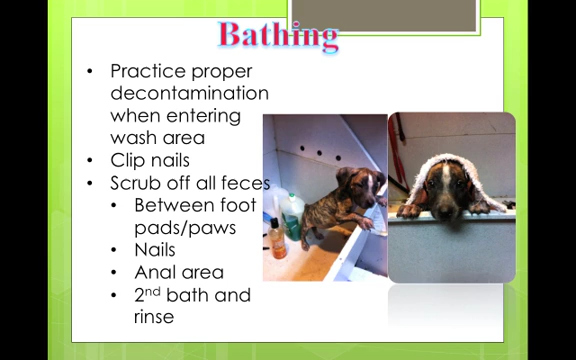 Bathing
• Practice proper
decontamination
when entering
wash area
• Clip nails
• Scrub off all feces
• Between foot
pads/paws
• Nails
• Anal area
• 2nd bath and
rinse